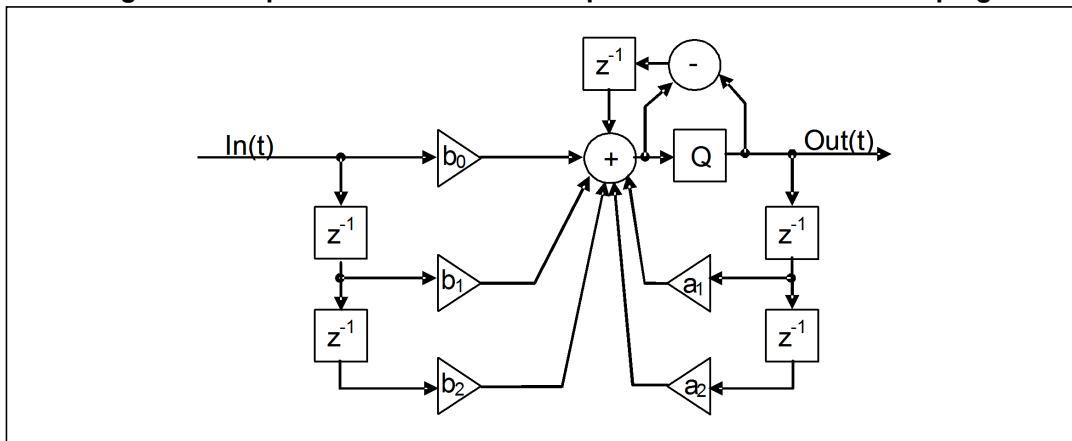 z⁻¹
-
In(t)
b₀
+
Q
Out(t)
z⁻¹
z⁻¹
b₁
a₁
z⁻¹
z⁻¹
b₂
a₂